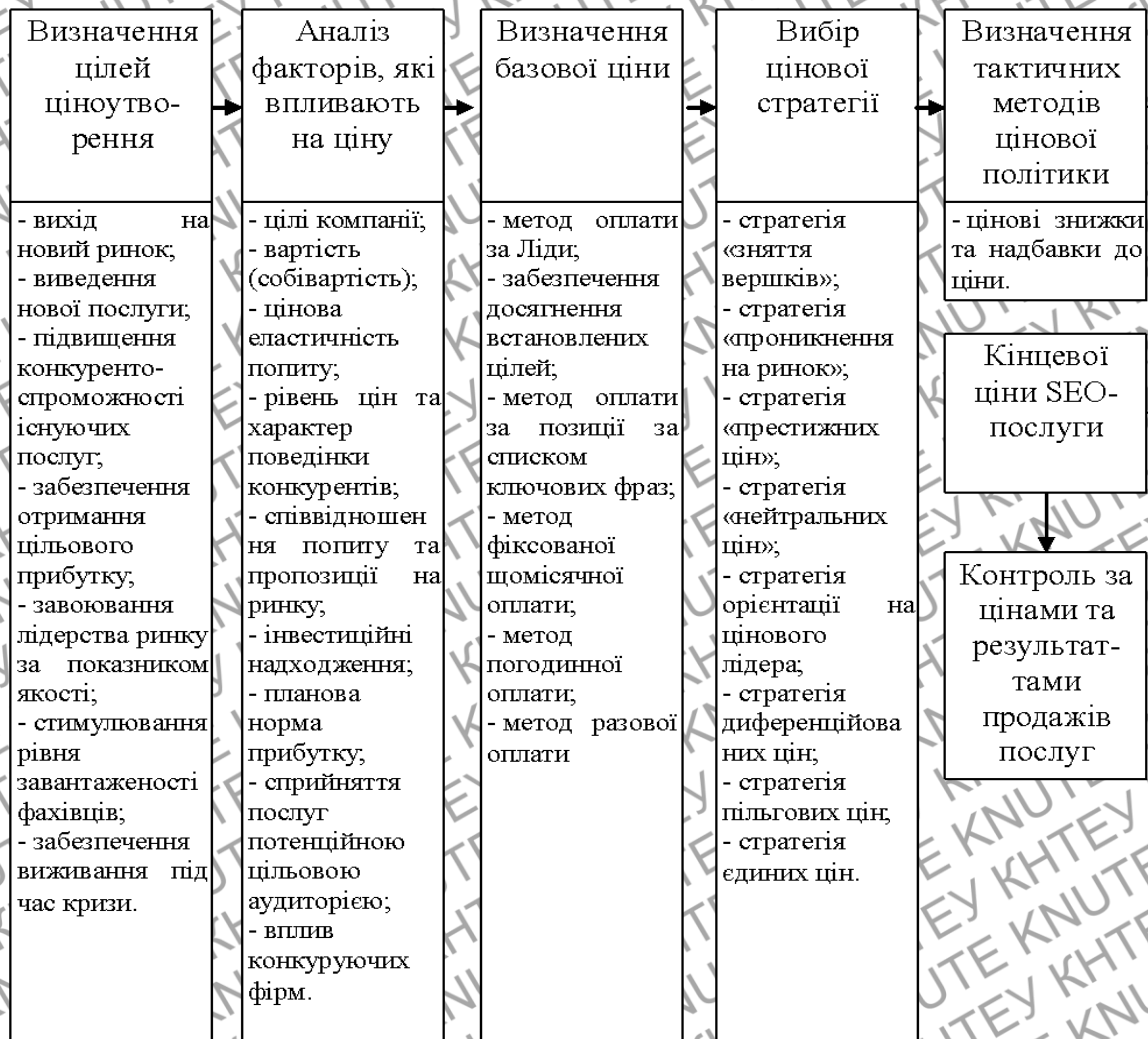 Визначення
цілей
ціноутво-
рення
- вихід на
новий ринок;
- виведення
нової послуги;
- підвищення
конкуренто-
спроможності
існуючих
послуг;
- забезпечення
отримання
цільового
прибутку;
- завоювання
лідерства ринку
за показником
якості;
- стимулювання
рівня
завантаженості
фахівців;
- забезпечення
виживання під
час кризи.
Аналіз
факторів, які
впливають
на ціну
- цілі компанії;
- вартість
(собівартість);
- цінова
еластичність
попиту;
- рівень цін та
характер
поведінки
конкурентів;
- співвідношен
ня попиту та
пропозиції на
ринку;
- інвестиційні
надходження;
- планова
норма
прибутку;
- сприйняття
послуг
потенційною
цільовою
аудиторією;
- вплив
конкуруючих
фірм.
Визначення
базової ціни
- метод оплати
за Ліди;
- забезпечення
досягнення
встановлених
цілей;
- метод оплати
за позиції за
списком
ключових фраз;
- метод
фіксованої
щомісячної
оплати;
- метод
погодинної
оплати;
- метод разової
оплати
Вибір
цінової
стратегії
- стратегія
«зняття
вершків»;
- стратегія
«проникнення
на ринок»;
- стратегія
«престижних
цін»;
- стратегія
«нейтральних
цін»;
- стратегія
орієнтації на
цінового
лідера;
- стратегія
диференційова
них цін;
- стратегія
пільгових цін;
- стратегія
єдиних цін.
Визначення
тактичних
методів
цінової
політики
- цінові знижки
та надбавки до
ціни.
Кінцевої
ціни SEO-
послуги
Контроль за
цінами та
результат-
тами
продажів
послуг